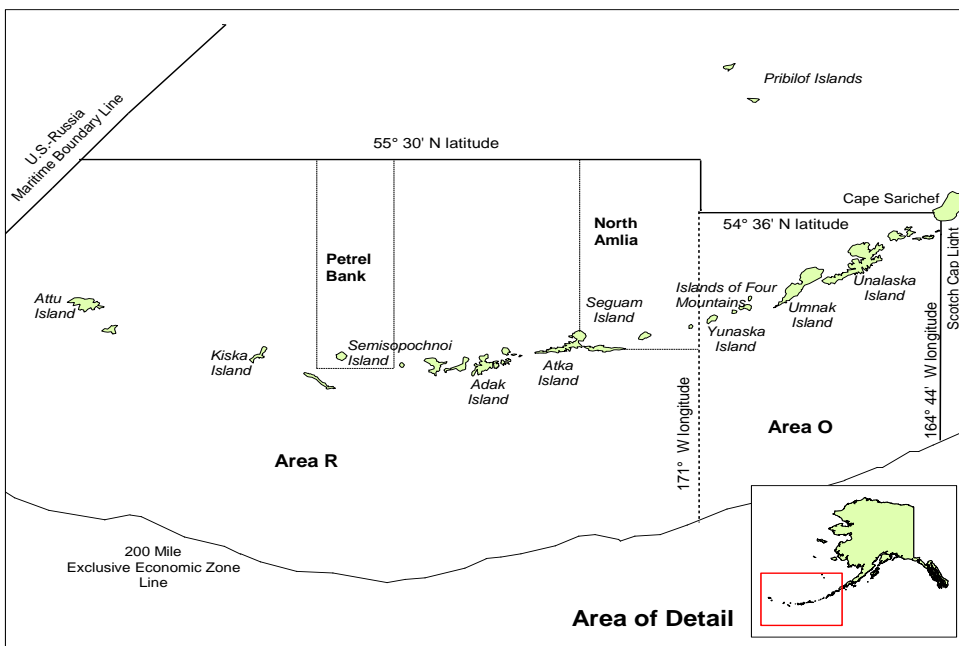 Pribilof Islands
U.S.-Russia
Maritime Boundary Line
55° 30' N latitude
Cape Sarichef
54° 36' N latitude
North
Amlia
Petrel
Bank
Scotch Cap Light
Attu
Island
Islands of Four
Mountains
Unalaska
Island
Seguam
Island
Umnak
Island
Yunaska
Island
Kiska
Island
Semisopochnoi
Island
Adak
Island
Atka
Island
164° 44' W longitude
171° W longitude
Area O
Area R
200 Mile
Exclusive Economic Zone
Line
Area of Detail